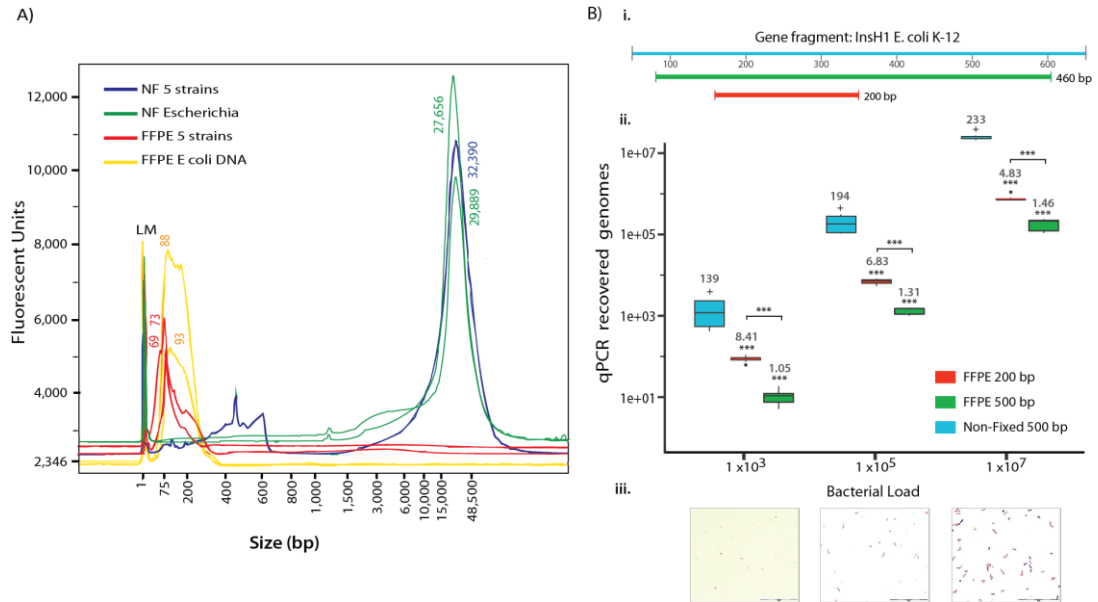 A)
NF 5 strains
NF Escherichia
FFPE 5 strains
FFPE E coli DNA
LM
88
73
69
93
27,656
32,390
29,889
Fluorescent Units
12,000
10,000
8,000
6,000
4,000
2,346
1
75
200
400
600
1,000
1,500
3,000
6,000
10,000
15,000
48,500
Size (bp)
B)
i.
Gene fragment: InsH1 E. coli K-12
100 200 300 400 500 600
460 bp
200 bp
ii.
qPCR recovered genomes
1e+07
1e+05
1e+03
1e+01
139
+
8.41
***
***
1.05
***
194
+
6.83
***
***
1.31
***
233
+
4.83
***
***
1.46
***
FFPE 200 bp
FFPE 500 bp
Non-Fixed 500 bp
1 x10³ 1 x10⁵ 1 x10⁷
iii.
Bacterial Load